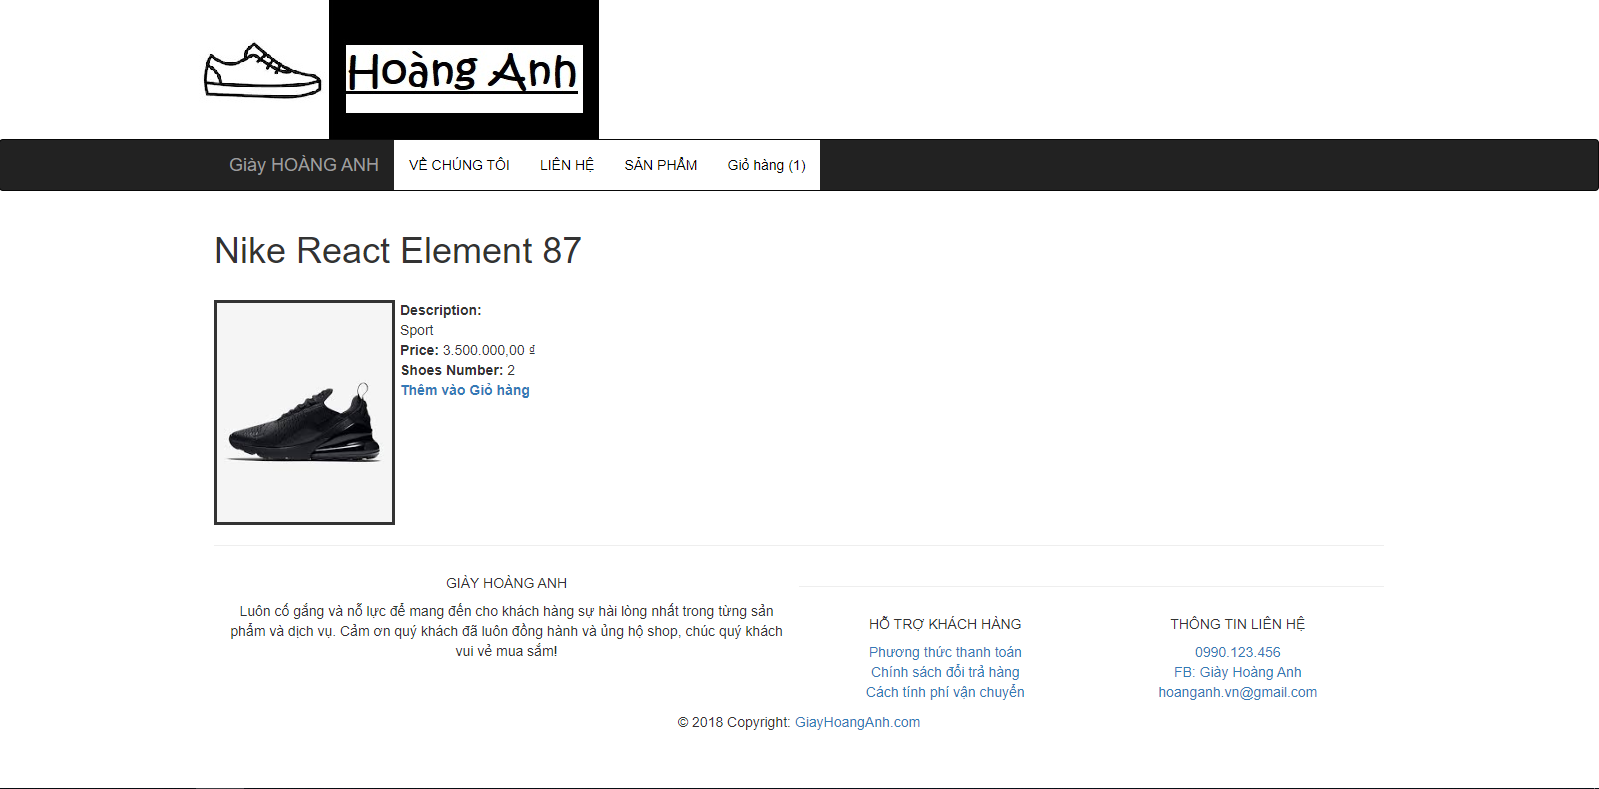 Hoàng Anh
Giày HOÀNG ANH
VỀ CHÚNG TÔI
LIÊN HỆ
SẢN PHẨM
Giỏ hàng (1)
Nike React Element 87
Description:
Sport
Price: 3.500.000,00 ₫
Shoes Number: 2
Thêm vào Giỏ hàng
GIÀY HOÀNG ANH
Luôn cố gắng và nỗ lực để mang đến cho khách hàng sự hài lòng nhất trong từng sản
phẩm và dịch vụ. Cảm ơn quý khách đã luôn đồng hành và ủng hộ shop, chúc quý khách
vui vẻ mua sắm!
HỖ TRỢ KHÁCH HÀNG
Phương thức thanh toán
Chính sách đổi trả hàng
Cách tính phí vận chuyển
THÔNG TIN LIÊN HỆ
0990.123.456
FB: Giày Hoàng Anh
hoanganh.vn@gmail.com
© 2018 Copyright: GiayHoangAnh.com